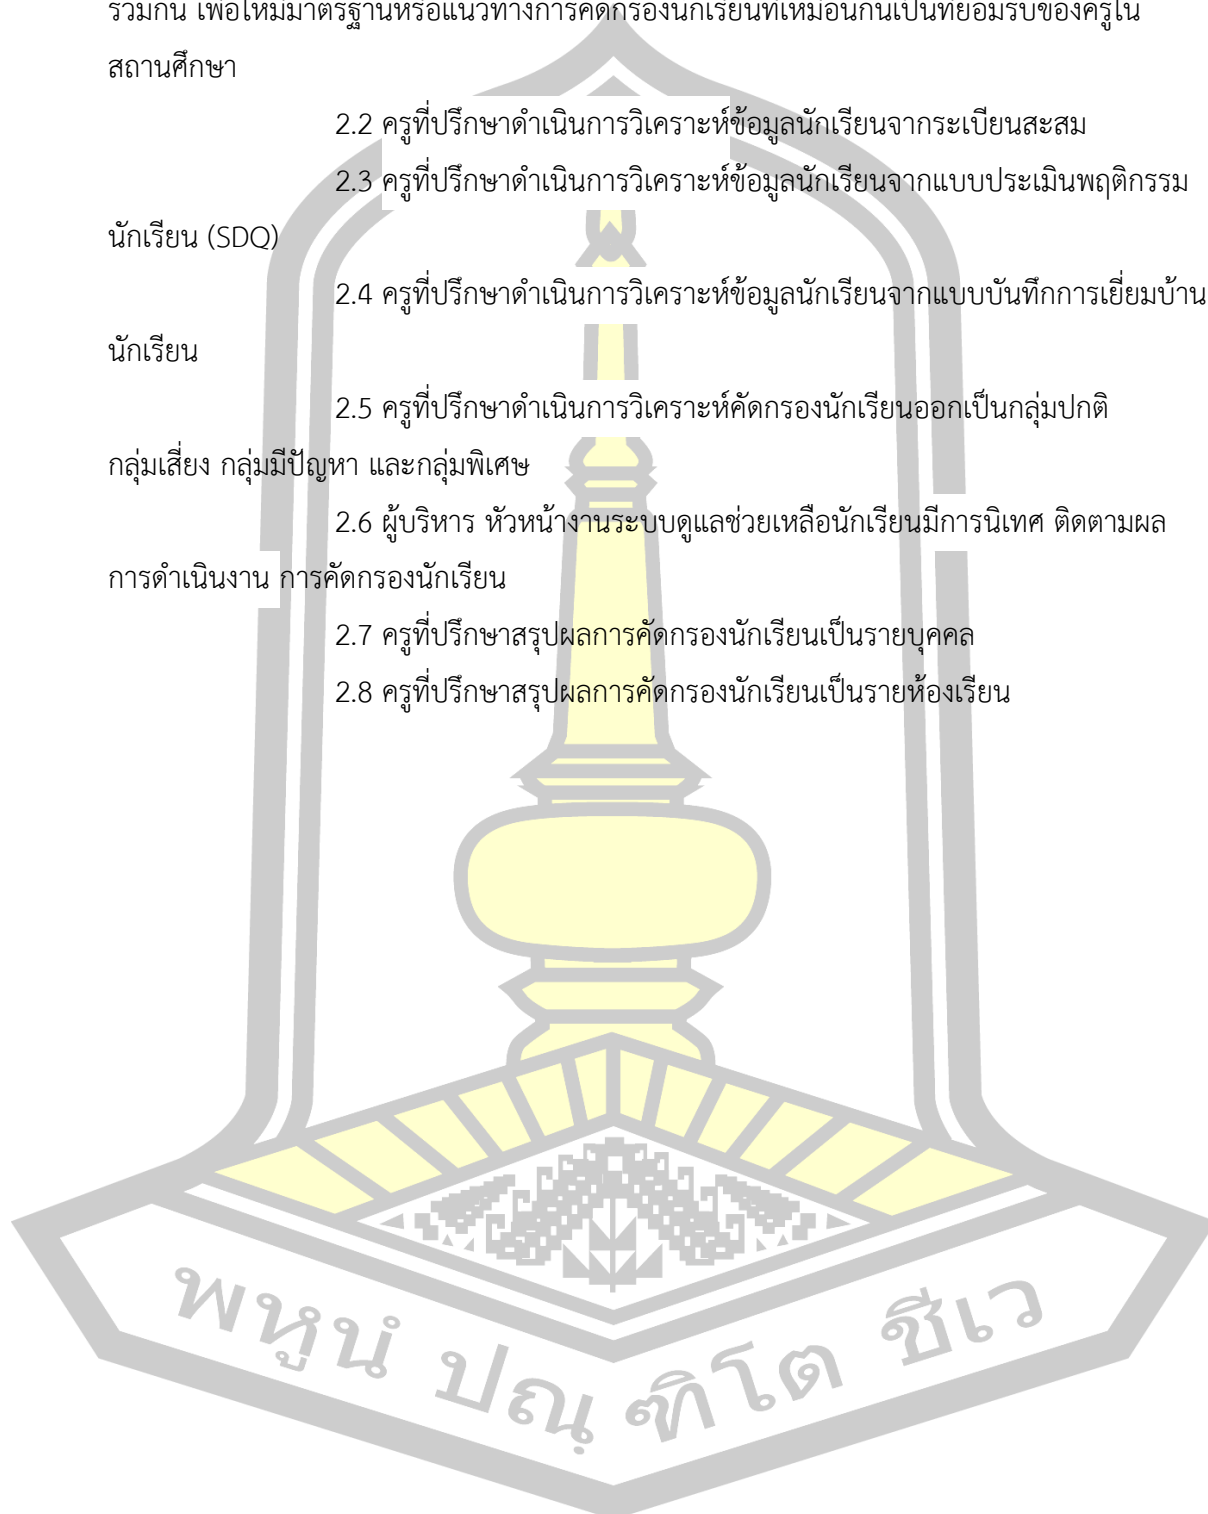 ร่วมกัน เพื่อให้มีมาตรฐานหรือแนวทางการคัดกรองนักเรียนที่เหมือนกันเป็นที่ยอมรับของครูใน
สถานศึกษา
2.2 ครูที่ปรึกษาดำเนินการวิเคราะห์ข้อมูลนักเรียนจากระเบียนสะสม
2.3 ครูที่ปรึกษาดำเนินการวิเคราะห์ข้อมูลนักเรียนจากแบบประเมินพฤติกรรม
นักเรียน (SDQ)
2.4 ครูที่ปรึกษาดำเนินการวิเคราะห์ข้อมูลนักเรียนจากแบบบันทึกการเยี่ยมบ้าน
นักเรียน
2.5 ครูที่ปรึกษาดำเนินการวิเคราะห์คัดกรองนักเรียนออกเป็นกลุ่มปกติ
กลุ่มเสี่ยง กลุ่มมีปัญหา และกลุ่มพิเศษ
2.6 ผู้บริหาร หัวหน้างานระบบดูแลช่วยเหลือนักเรียนมีการนิเทศ ติดตามผล
การดำเนินงาน การคัดกรองนักเรียน
2.7 ครูที่ปรึกษาสรุปผลการคัดกรองนักเรียนเป็นรายบุคคล
2.8 ครูที่ปรึกษาสรุปผลการคัดกรองนักเรียนเป็นรายห้องเรียน
พหูนํ ปณฺ ฑิโต ชีเว